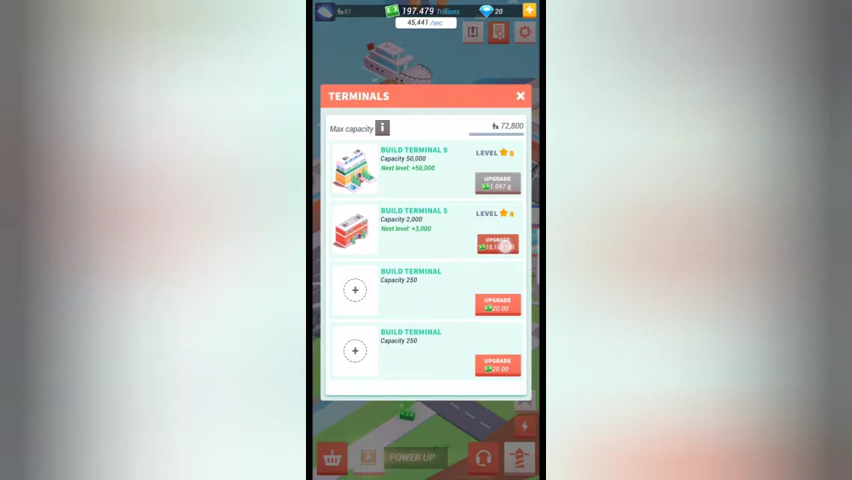 197.479 Trillions
20
45,441 /sec
TERMINALS
Max capacity
72,800
BUILD TERMINAL 9
Capacity 50,000
Next level: +50,000
LEVEL 8
UPGRADE
BUILD TERMINAL 5
Capacity 2,000
Next level: +3,000
LEVEL 4
UPGRADE
BUILD TERMINAL
Capacity 250
UPGRADE
20.00
BUILD TERMINAL
Capacity 250
UPGRADE
20.00
POWER UP